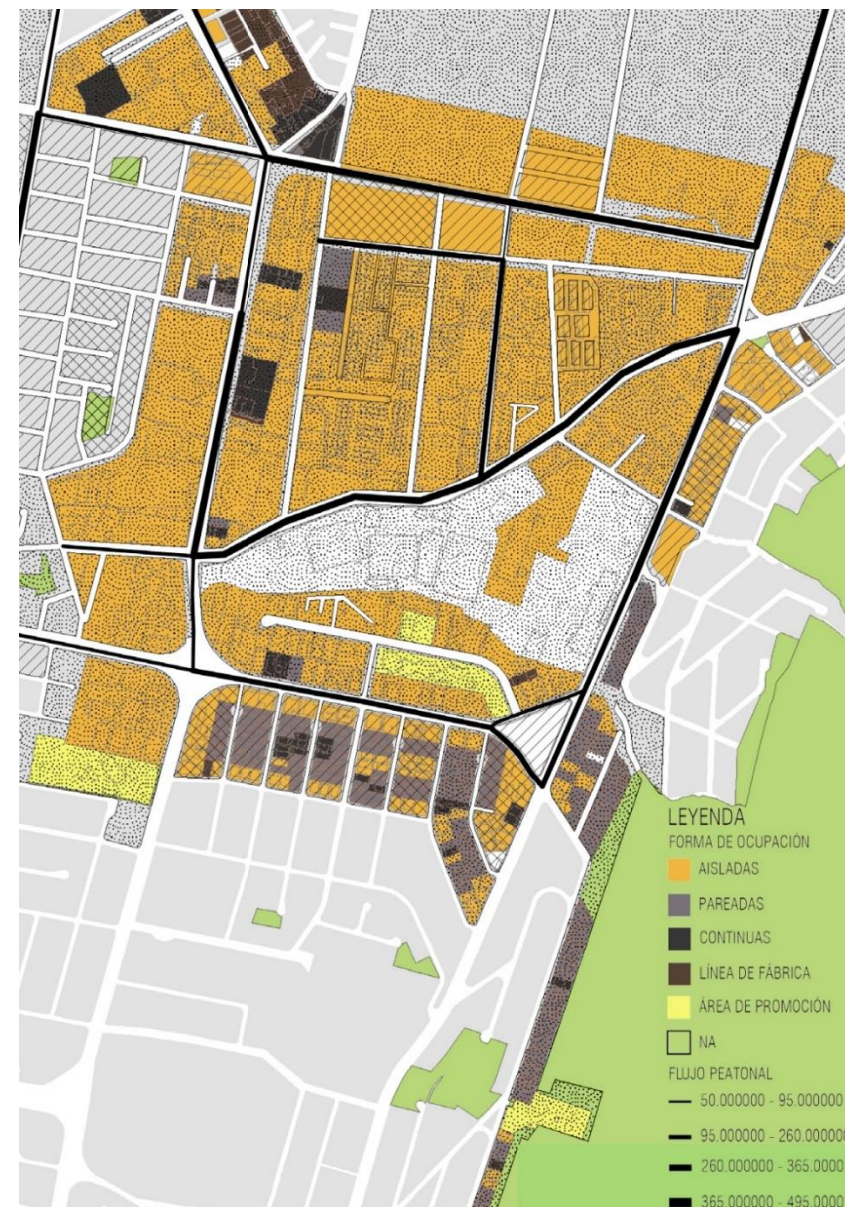 LEYENDA
FORMA DE OCUPACIÓN
AISLADAS
PAREADAS
CONTINUAS
LÍNEA DE FÁBRICA
ÁREA DE PROMOCIÓN
NA
FLUJO PEATONAL
50.000000 - 95.000000
95.000000 - 260.000000
260.000000 - 365.0000
365.000000 - 495.0000